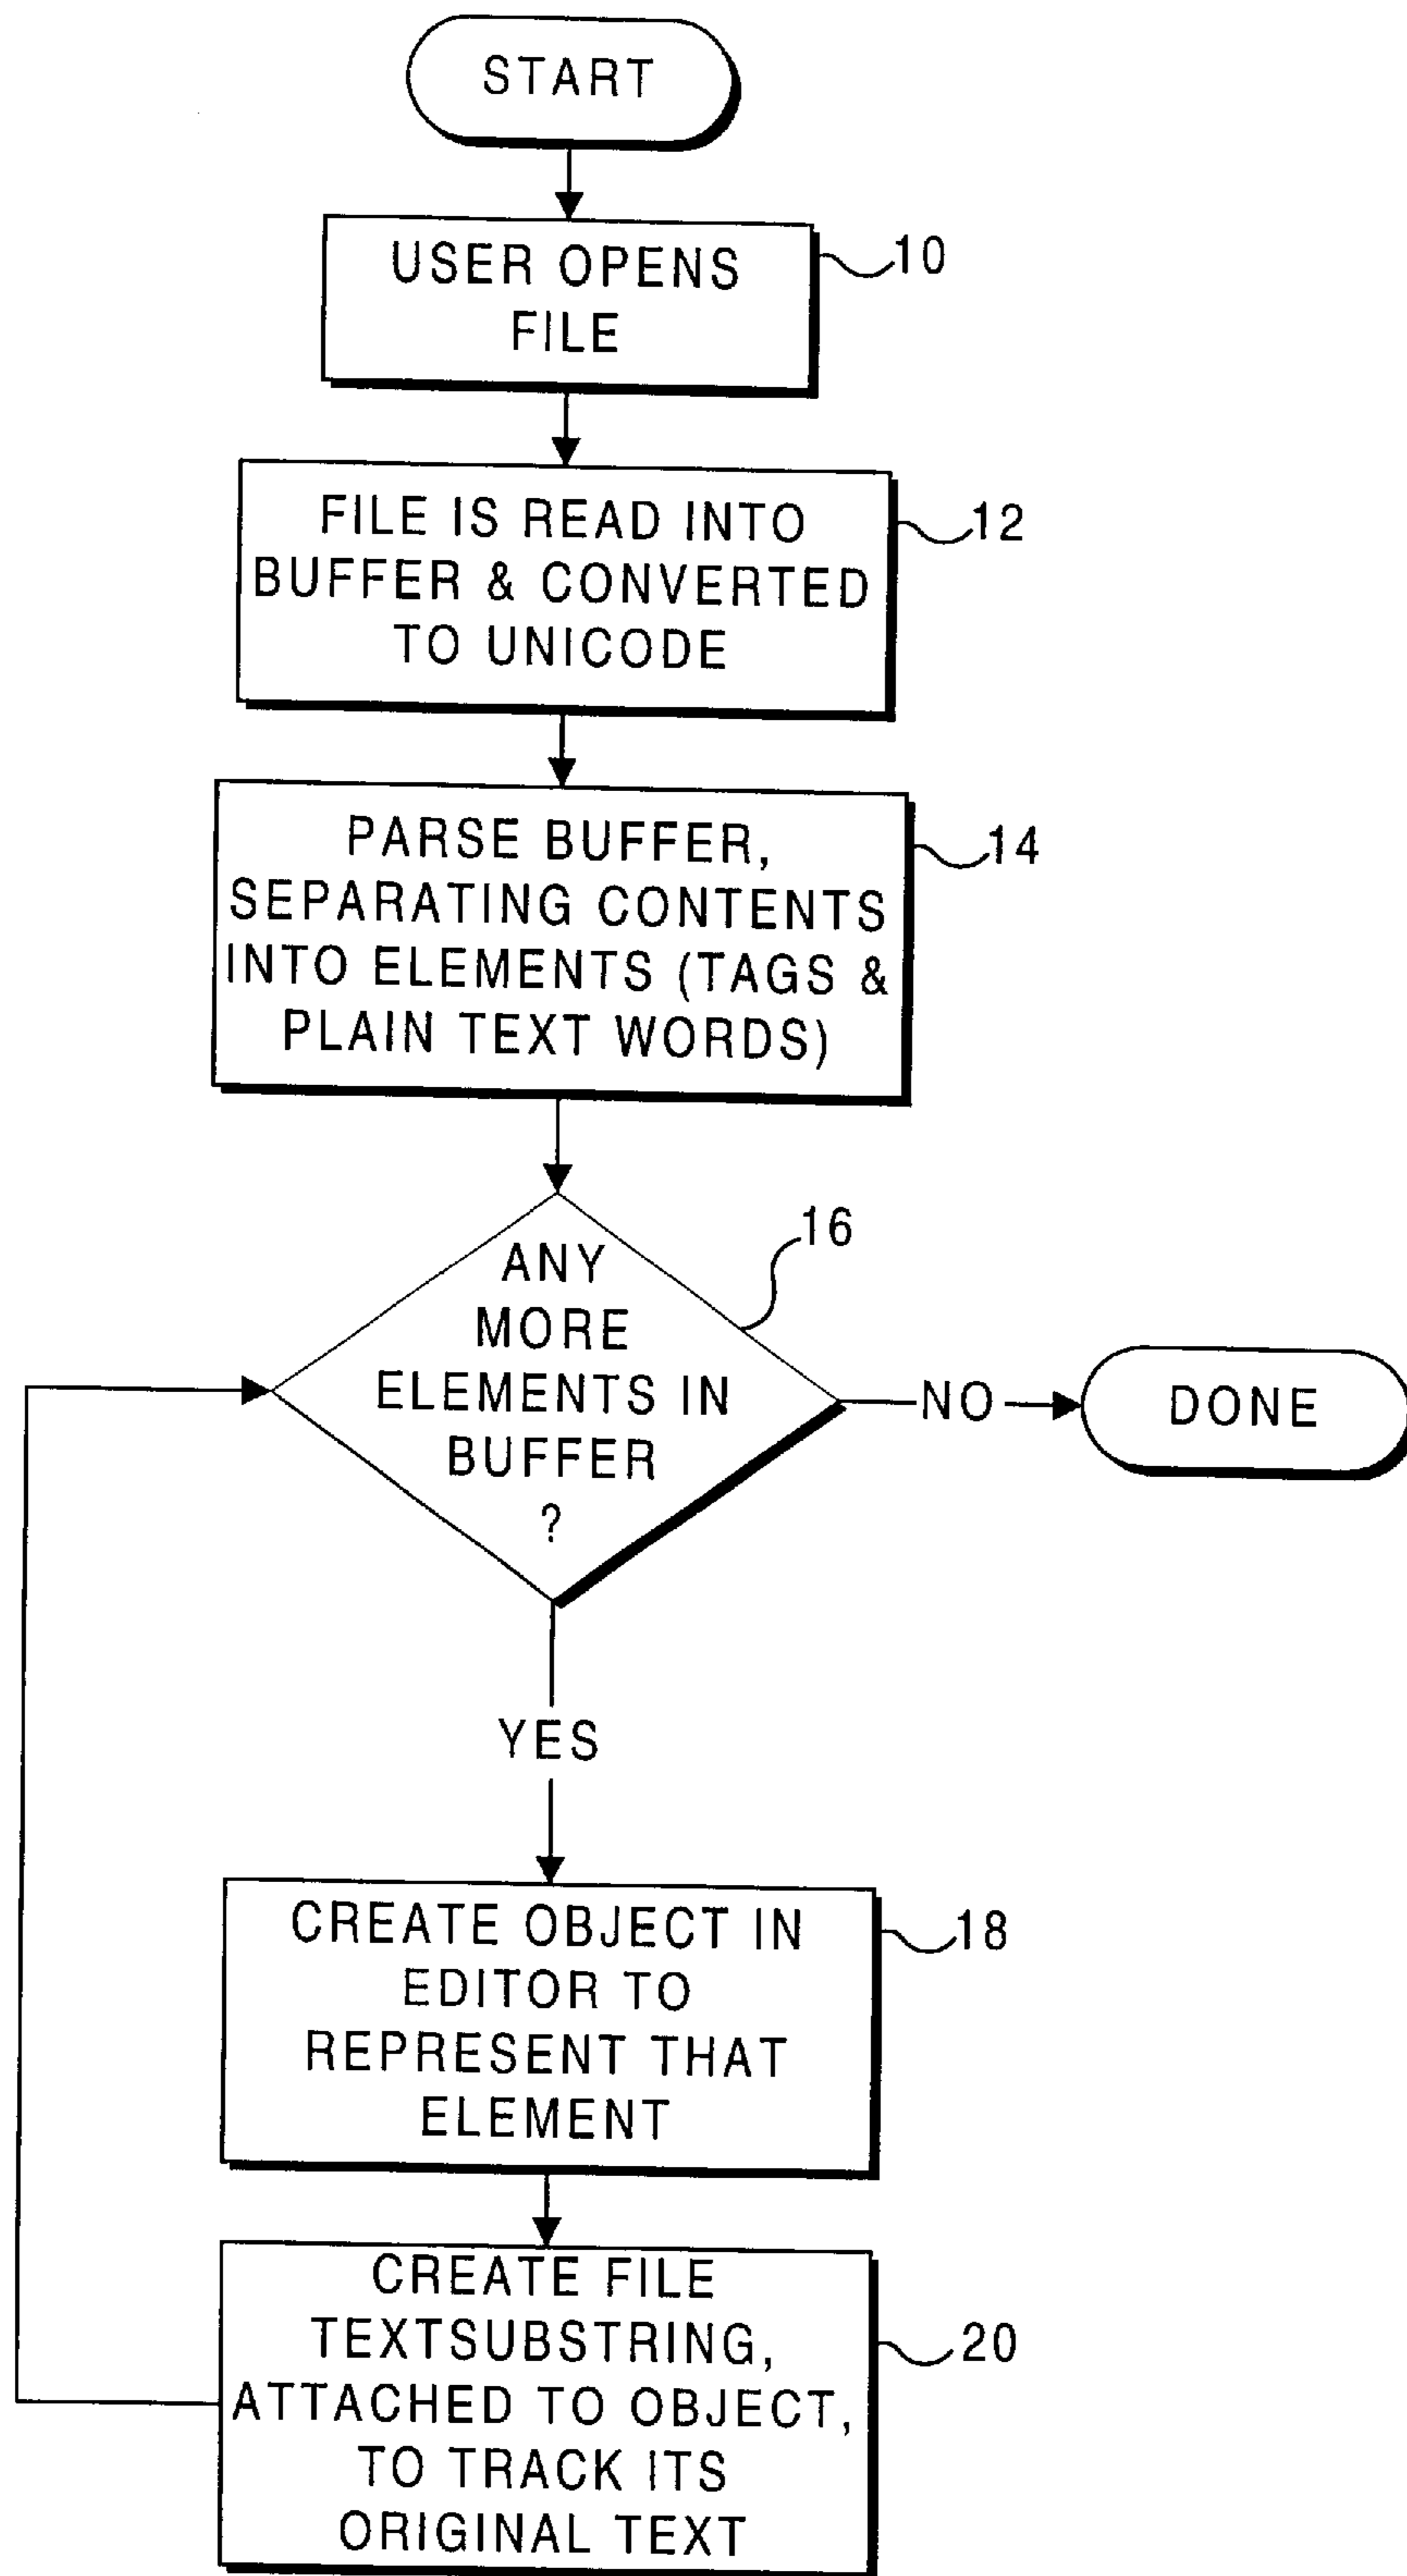 START
USER OPENS
FILE
10
FILE IS READ INTO
BUFFER & CONVERTED
TO UNICODE
12
PARSE BUFFER,
SEPARATING CONTENTS
INTO ELEMENTS (TAGS &
PLAIN TEXT WORDS)
14
ANY
MORE
ELEMENTS IN
BUFFER
?
16
NO
DONE
YES
CREATE OBJECT IN
EDITOR TO
REPRESENT THAT
ELEMENT
18
CREATE FILE
TEXTSUBSTRING,
ATTACHED TO OBJECT,
TO TRACK ITS
ORIGINAL TEXT
20